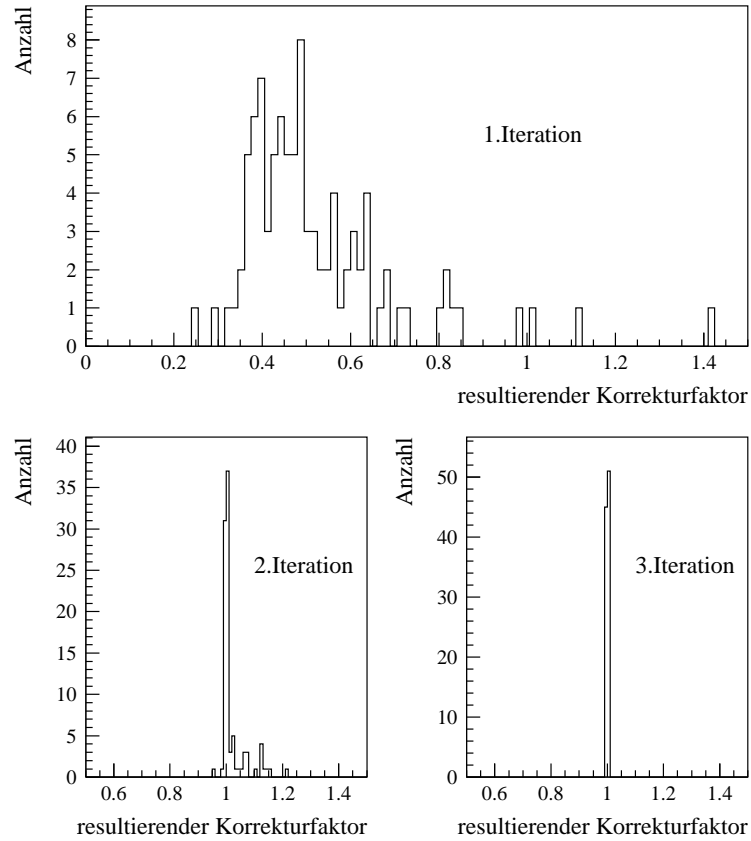 Anzahl
8
7
6
5
4
3
2
1
0
1.Iteration
0 0.2 0.4 0.6 0.8 1 1.2 1.4
resultierender Korrekturfaktor
Anzahl
40
35
30
25
20
15
10
5
0
2.Iteration
0.6 0.8 1 1.2 1.4
resultierender Korrekturfaktor
Anzahl
50
40
30
20
10
0
3.Iteration
0.6 0.8 1 1.2 1.4
resultierender Korrekturfaktor